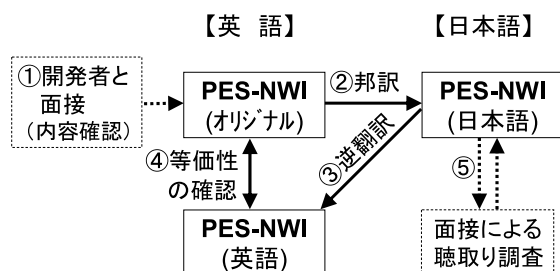 【英 語】
【日本語】
①開発者と
面接
（内容確認）
PES-NWI
(オリジナル)
②邦訳
PES-NWI
(日本語)
④等価性
の確認
③逆翻訳
⑤
PES-NWI
(英語)
面接による
聴取り調査